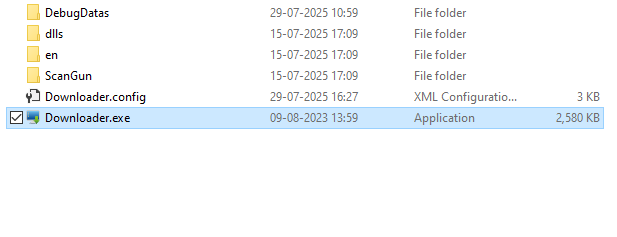 DebugDatas 29-07-2025 10:59 File folder
dlls 15-07-2025 17:09 File folder
en 15-07-2025 17:09 File folder
ScanGun 15-07-2025 17:09 File folder
Downloader.config 29-07-2025 16:27 XML Configuratio... 3 KB
Downloader.exe 09-08-2023 13:59 Application 2,580 KB